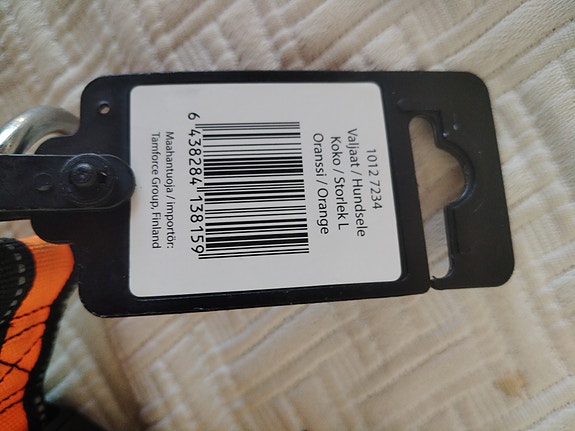 1012 7234
Valjaat / Hundsele
Koko / Storlek L
Oranssi / Orange
6 438284 138159
Maahantuoja / importör:
Tamforce Group, Finland